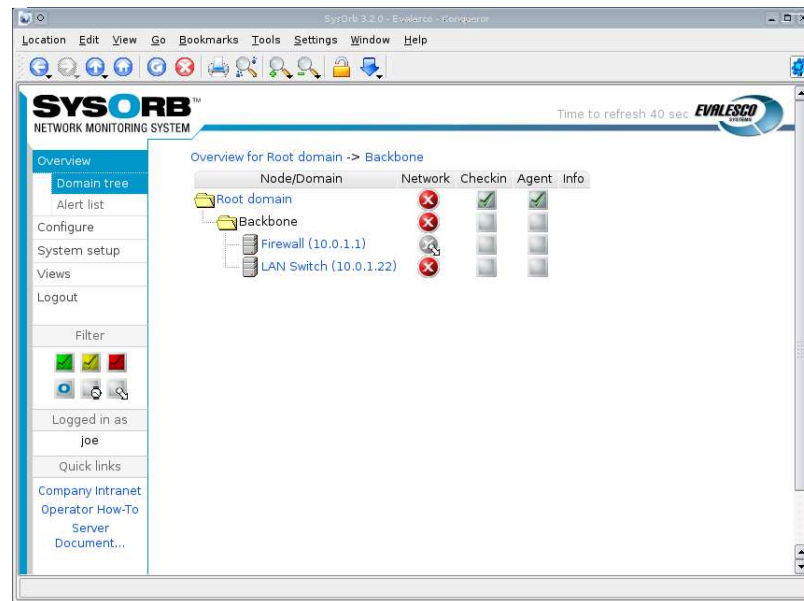 SysOrb 3.2.0 - Evalesco - Konqueror
Location Edit View Go Bookmarks Tools Settings Window Help
SYSORB™
NETWORK MONITORING SYSTEM
Time to refresh 40 sec
EVALESCO
SYSTEMS
Overview
Domain tree
Alert list
Configure
System setup
Views
Logout
Filter
Logged in as
joe
Quick links
Company Intranet
Operator How-To
Server
Document...
Overview for Root domain -> Backbone
Node/Domain Network Checkin Agent Info
Root domain
Backbone
Firewall (10.0.1.1)
LAN Switch (10.0.1.22)